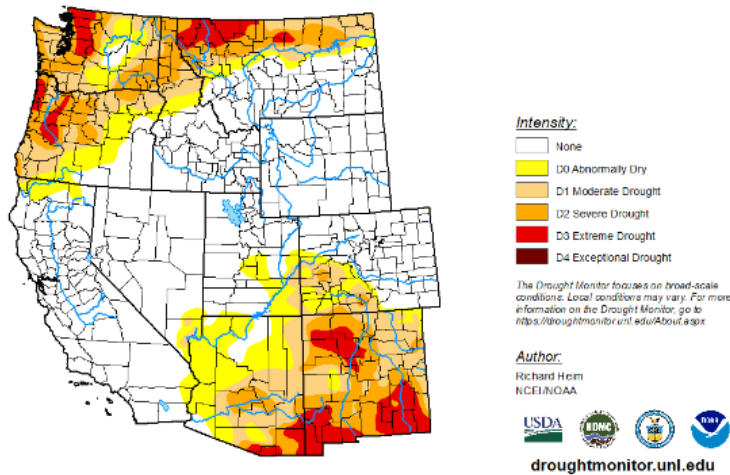 Intensity:
None
D0 Abnormally Dry
D1 Moderate Drought
D2 Severe Drought
D3 Extreme Drought
D4 Exceptional Drought
The Drought Monitor focuses on broad-scale
conditions. Local conditions may vary. For more
information on the Drought Monitor, go to
https://droughtmonitor.unl.edu/About.aspx
Author:
Richard Heim
NCEI/NOAA
USDA
NDMC
NOAA
droughtmonitor.unl.edu